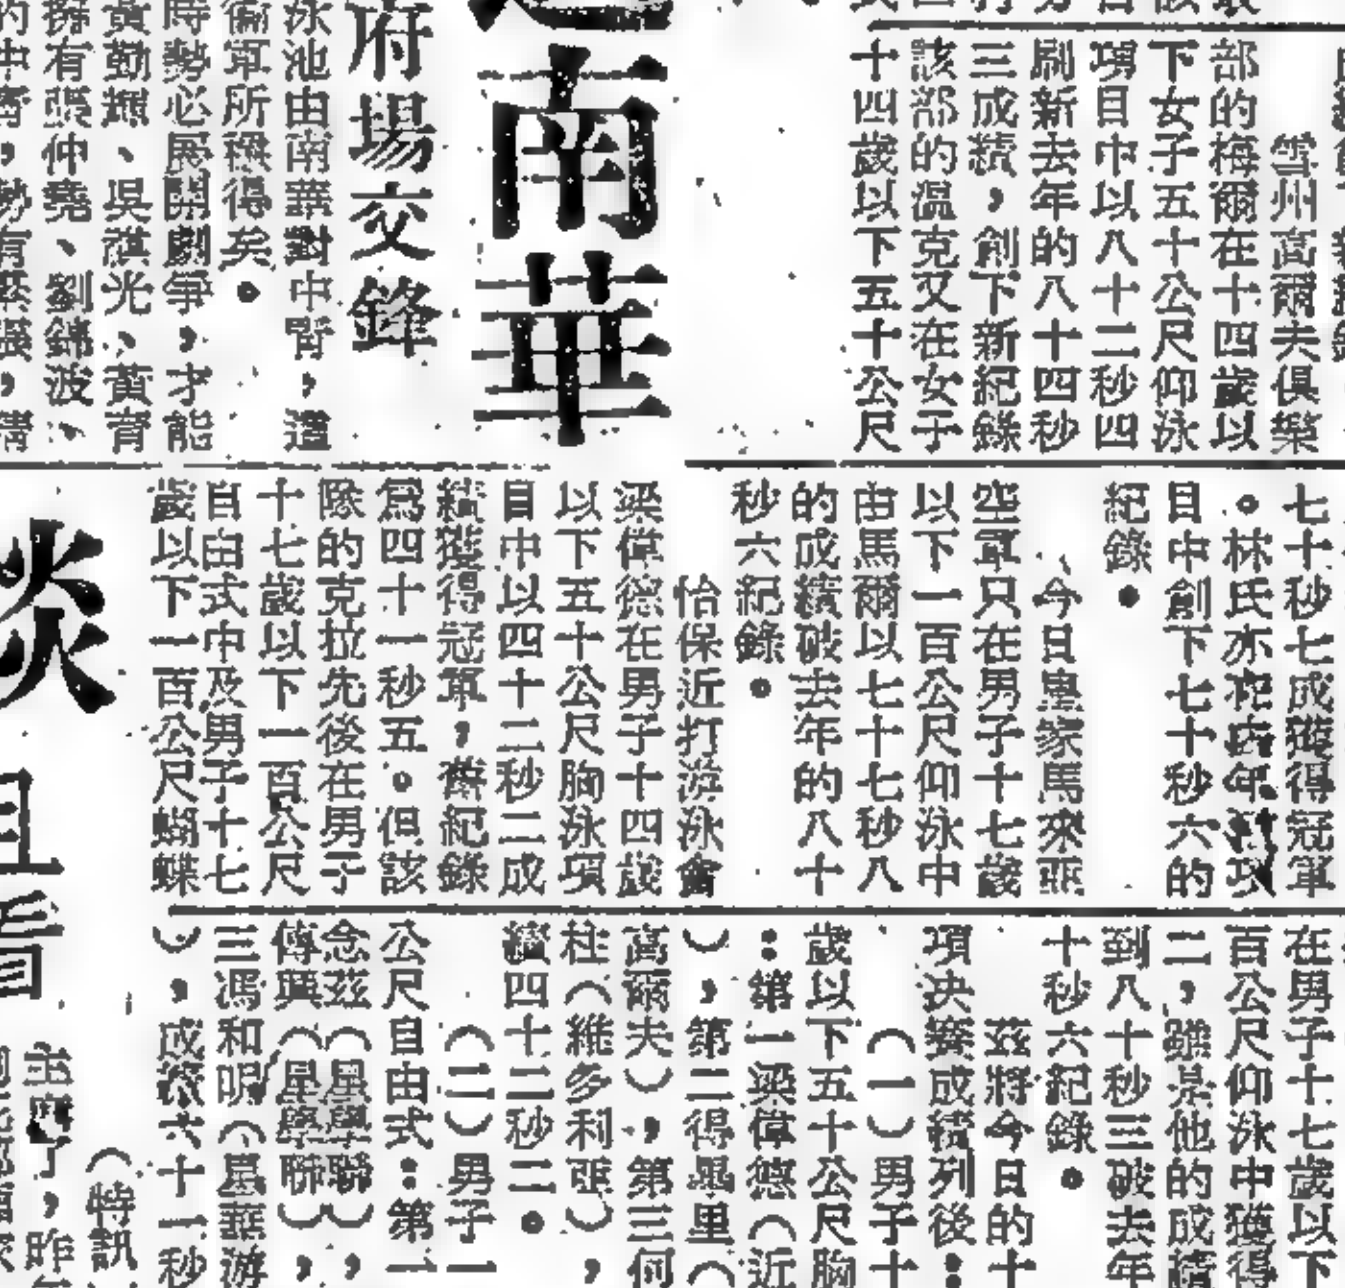 雪州高爾夫俱樂
部的梅爾在十四歲以
下女子五十公尺仰泳
項目中以八十二秒四
刷新去年的八十四秒
三成績，創下新紀錄
該部的溫克又在女子
十四歲以下五十公尺
南華
府場交鋒
泳池由南華對中
所獲得矣。
時勢必展開劇爭，才能
黃勤輝、吳祺光、黃育
有張仲堯、劉錦波、
七十秒七成獲得冠軍
。林氏亦
目中創下七十秒六的
紀錄。
今日皇家馬來亞
空軍只在男子十七歲
以下一百公尺仰泳中
由馬爾以七十七秒八
的成績破去年的八十
秒六紀錄。
怡保近打游泳會
梁偉德在男子十四歲
以下五十公尺胸泳項
目中以四十二秒二成
績獲得冠軍，舊紀錄
爲四十一秒五。但該
隊的克拉先後在男子
十七歲以下一百公尺
自由式中及男子十七
歲以下一百公尺蝴蝶
談
且看
在男子十七歲以下
百公尺仰泳中獲得
二，雖是他的成績
到八十秒三破去年
十秒六紀錄。
茲將今日的十
項决賽成績列後：
（一）男子十
歲以下五十公尺胸
：第一梁偉德（近
），第二得里（
高爾夫），第三何
柱（維多利亞），
績四十二秒二。
（二）男子一
公尺自由式：第一
念茲（星學聯），
傅興（星學聯），
三馮和明（星華游
），成績六十一秒
（特訊
，昨